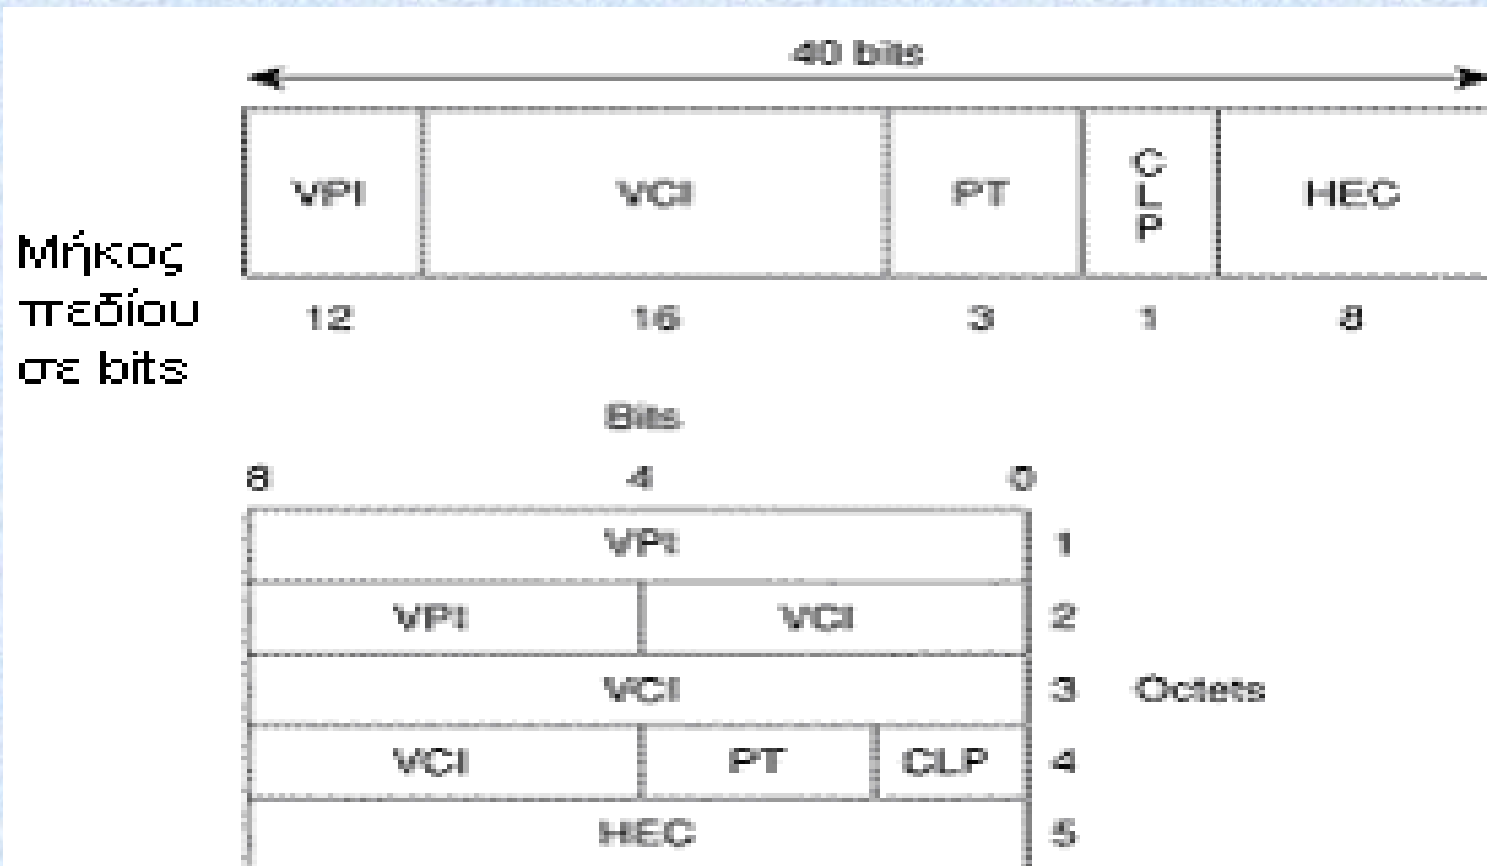 40 bits
VPI VCI PT CLP HEC
Μήκος
πεδίου
σε bits
12 16 3 1 8
Bits
8 4 0
VPI 1
VPI VCI 2
VCI 3 Octets
VCI PT CLP 4
HEC 5